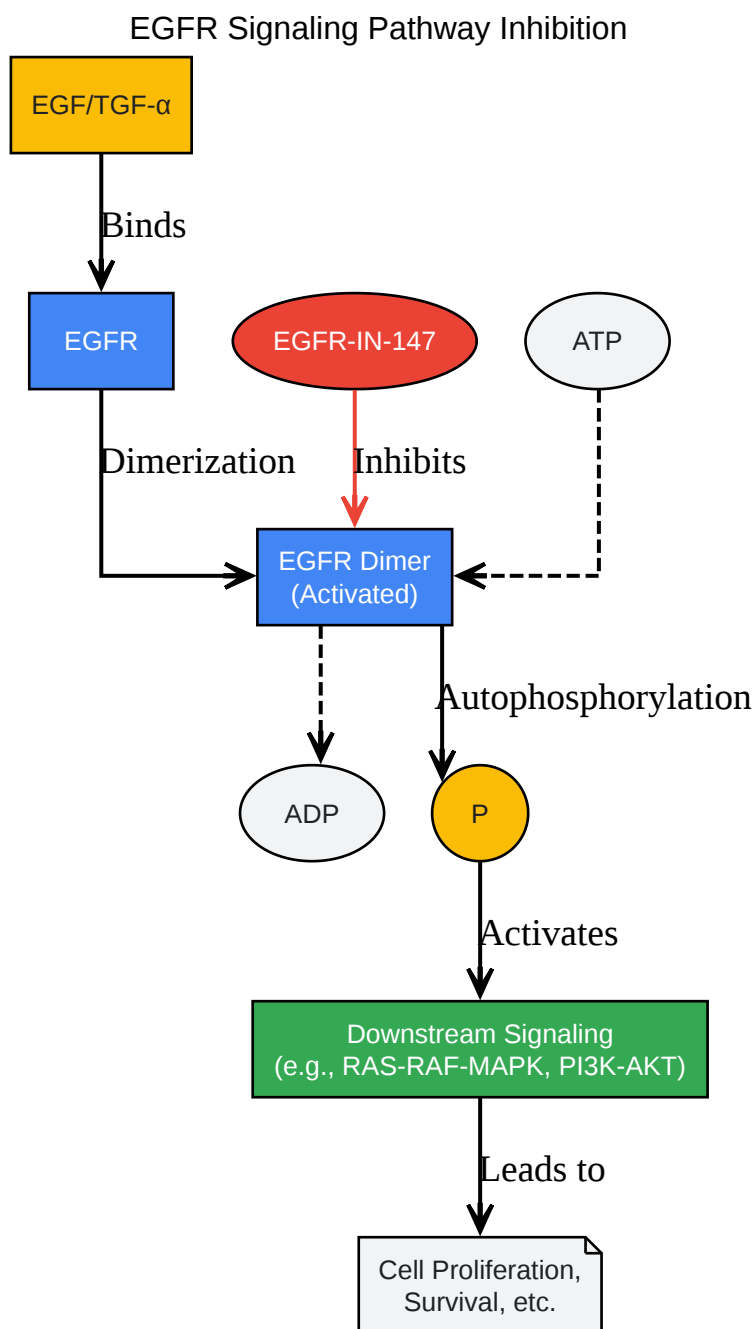 EGFR Signaling Pathway Inhibition
EGF/TGF-α
Binds
EGFR
EGFR-IN-147
ATP
Dimerization
Inhibits
EGFR Dimer
(Activated)
Autophosphorylation
ADP
P
Activates
Downstream Signaling
(e.g., RAS-RAF-MAPK, PI3K-AKT)
Leads to
Cell Proliferation,
Survival, etc.